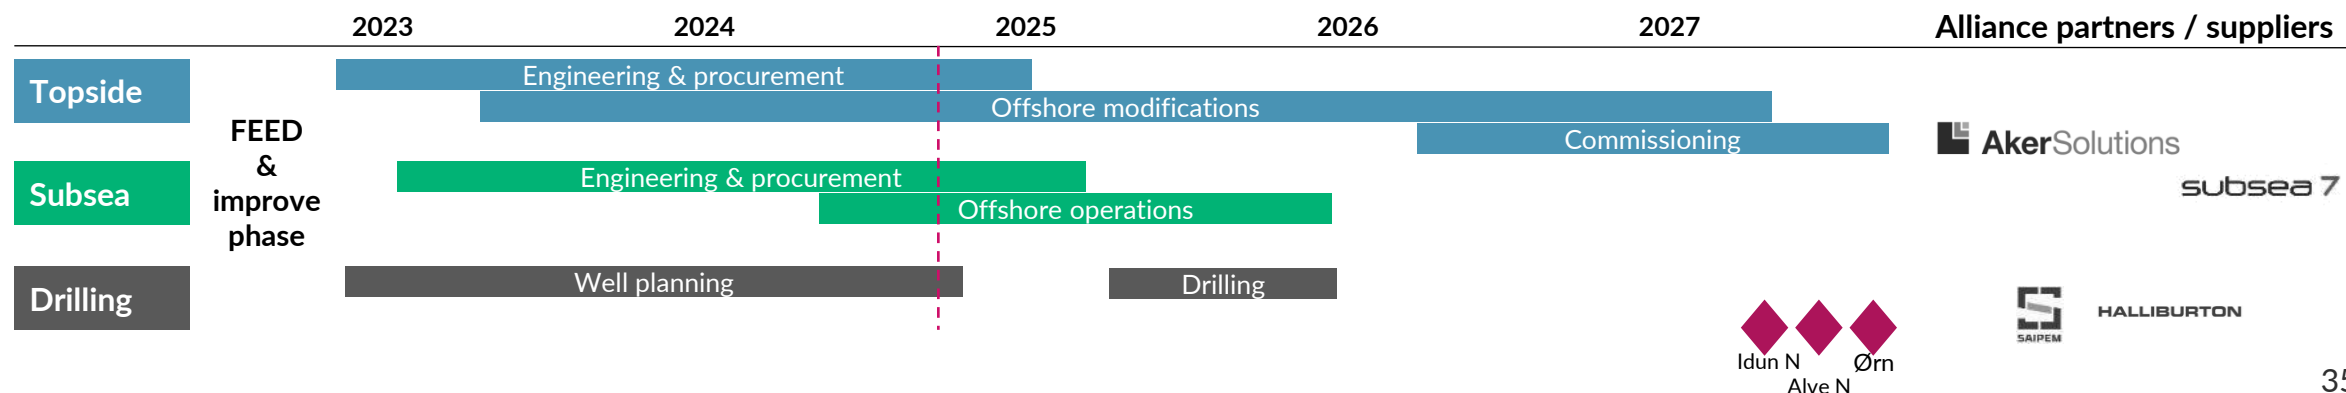 2023 2024 2025 2026 2027 Alliance partners / suppliers
Topside
Engineering & procurement
Offshore modifications
Commissioning
FEED
&
improve
phase
AkerSolutions
Subsea
Engineering & procurement
Offshore operations
subsea 7
Drilling
Well planning
Drilling
SAIPEM
HALLIBURTON
Idun N
Alve N
Ørn
35